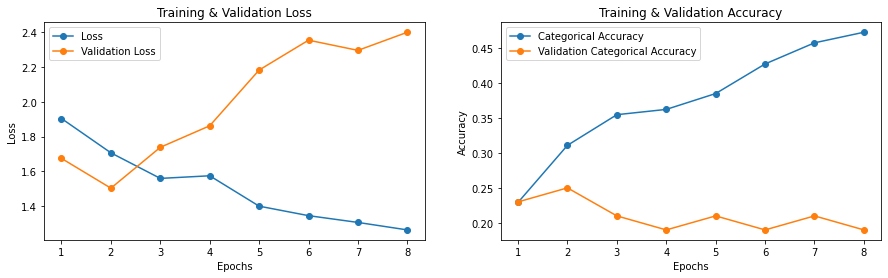 Training & Validation Loss
Loss
Validation Loss
2.4
2.2
2.0
1.8
1.6
1.4
Loss
1 2 3 4 5 6 7 8
Epochs
Training & Validation Accuracy
Categorical Accuracy
Validation Categorical Accuracy
0.45
0.40
0.35
0.30
0.25
0.20
Accuracy
1 2 3 4 5 6 7 8
Epochs